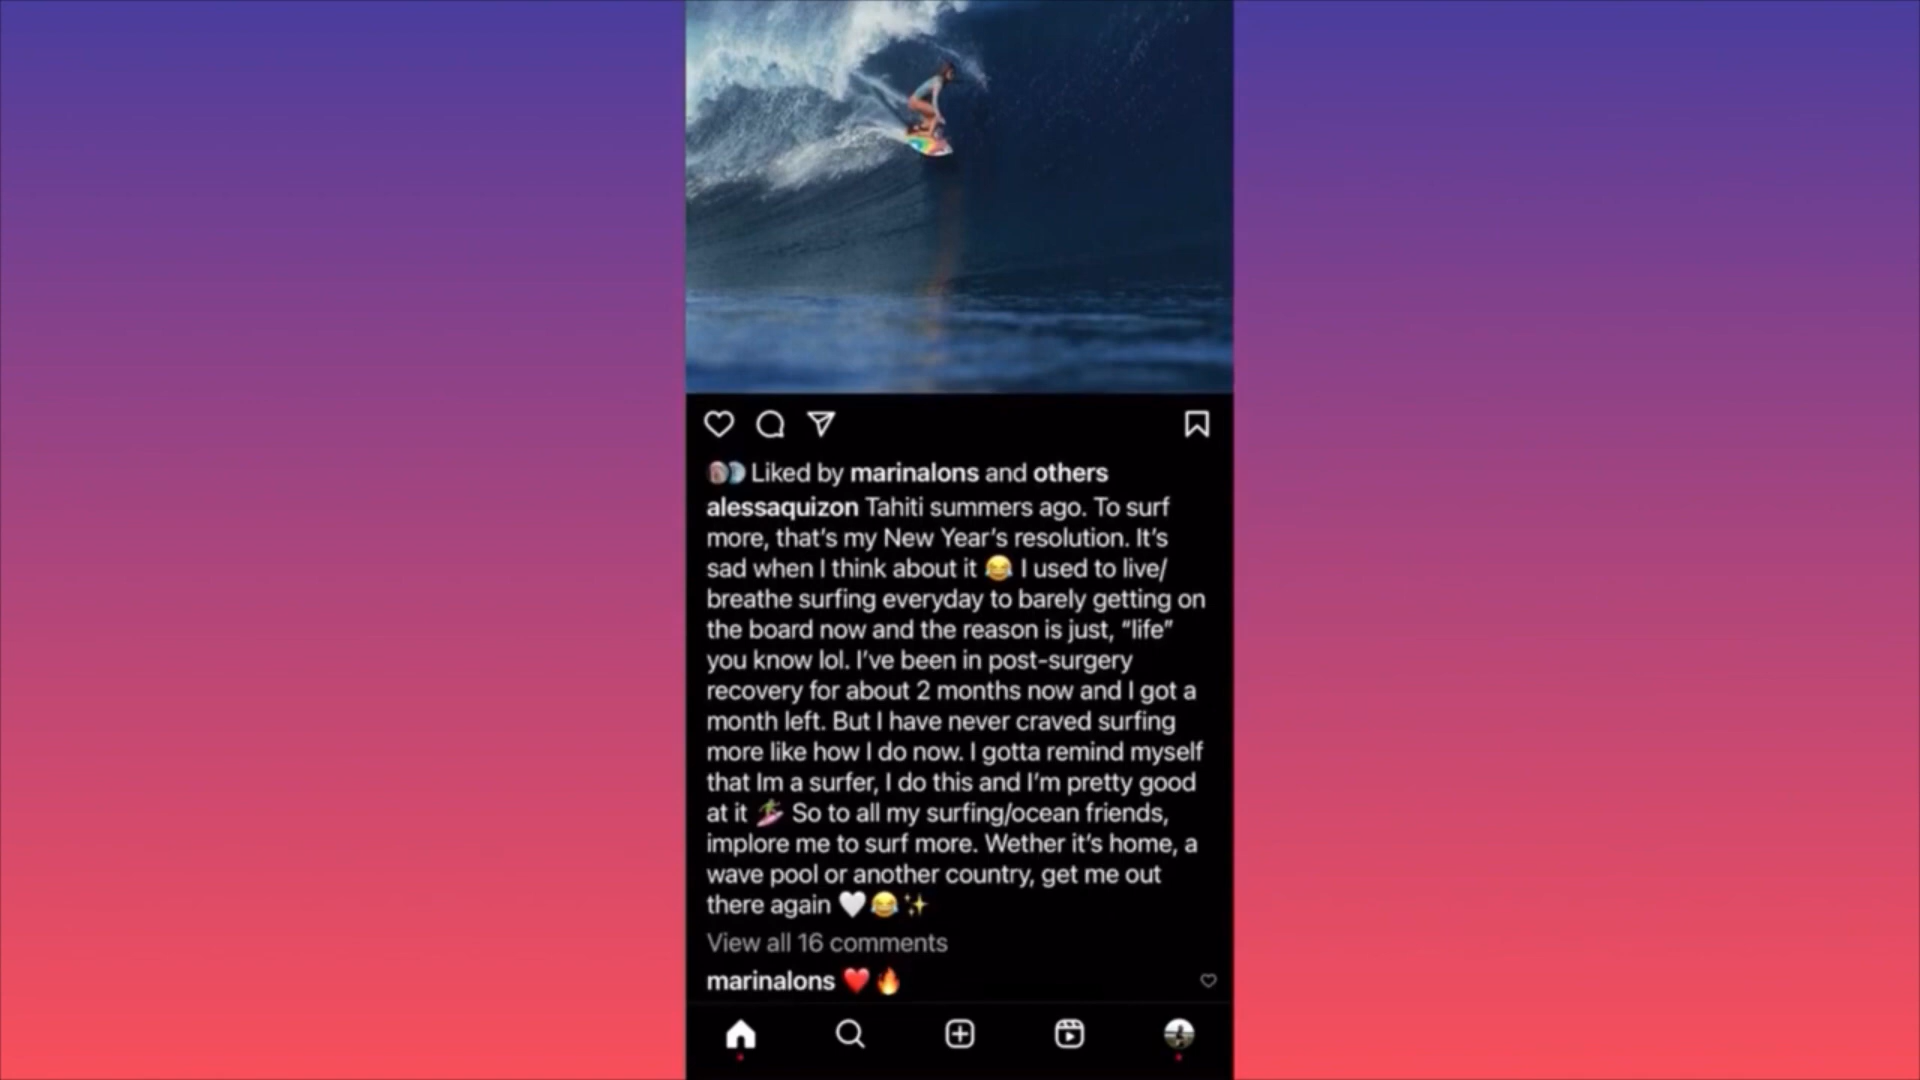 Liked by marinalons and others
alessaquizon Tahiti summers ago. To surf
more, that's my New Year's resolution. It's
sad when I think about it 😂 I used to live/
breathe surfing everyday to barely getting on
the board now and the reason is just, “life”
you know lol. I've been in post-surgery
recovery for about 2 months now and I got a
month left. But I have never craved surfing
more like how I do now. I gotta remind myself
that Im a surfer, I do this and I'm pretty good
at it 🏄 So to all my surfing/ocean friends,
implore me to surf more. Wether it's home, a
wave pool or another country, get me out
there again 🤍😂✨
View all 16 comments
marinalons ❤️🔥